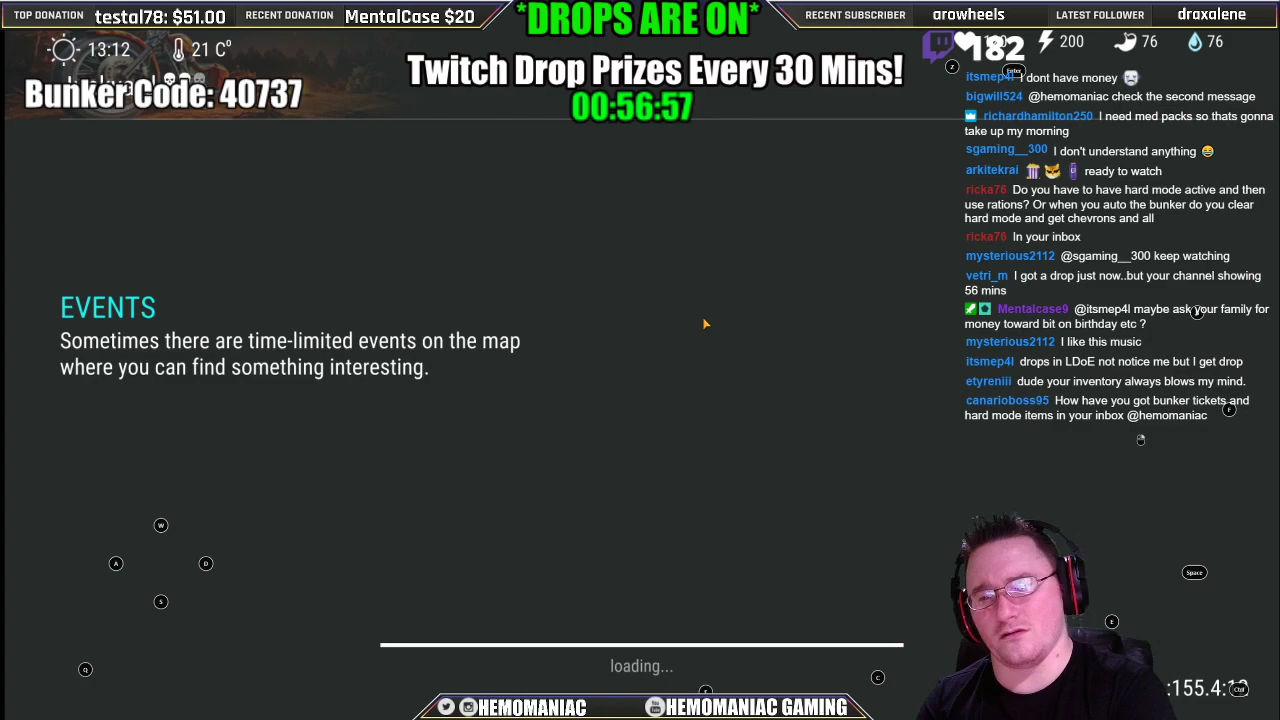 TOP DONATION testal78: $51.00 RECENT DONATION MentalCase $20
*DROPS ARE ON*
RECENT SUBSCRIBER arowheels LATEST FOLLOWER draxalene
13:12 21 C°
182 200 76 76
Twitch Drop Prizes Every 30 Mins!
00:56:57
Bunker Code: 40737
Z
Enter
itsmep4l I dont have money
bigwill524 @hemomaniac check the second message
richardhamilton250 I need med packs so thats gonna
take up my morning
sgaming__300 I don't understand anything
arkitekrai ready to watch
ricka76 Do you have to have hard mode active and then
use rations? Or when you auto the bunker do you clear
hard mode and get chevrons and all
ricka76 In your inbox
mysterious2112 @sgaming__300 keep watching
vetri_m I got a drop just now..but your channel showing
56 mins
Mentalcase9 @itsmep4l maybe ask your family for
money toward bit on birthday etc ?
mysterious2112 I like this music
itsmep4l drops in LDoE not notice me but I get drop
etyreniii dude your inventory always blows my mind.
canarioboss95 How have you got bunker tickets and
hard mode items in your inbox @hemomaniac
F
EVENTS
Sometimes there are time-limited events on the map
where you can find something interesting.
W
A D
S
Q
Space
E
C
loading...
Ctrl
HEMOMANIAC HEMOMANIAC GAMING